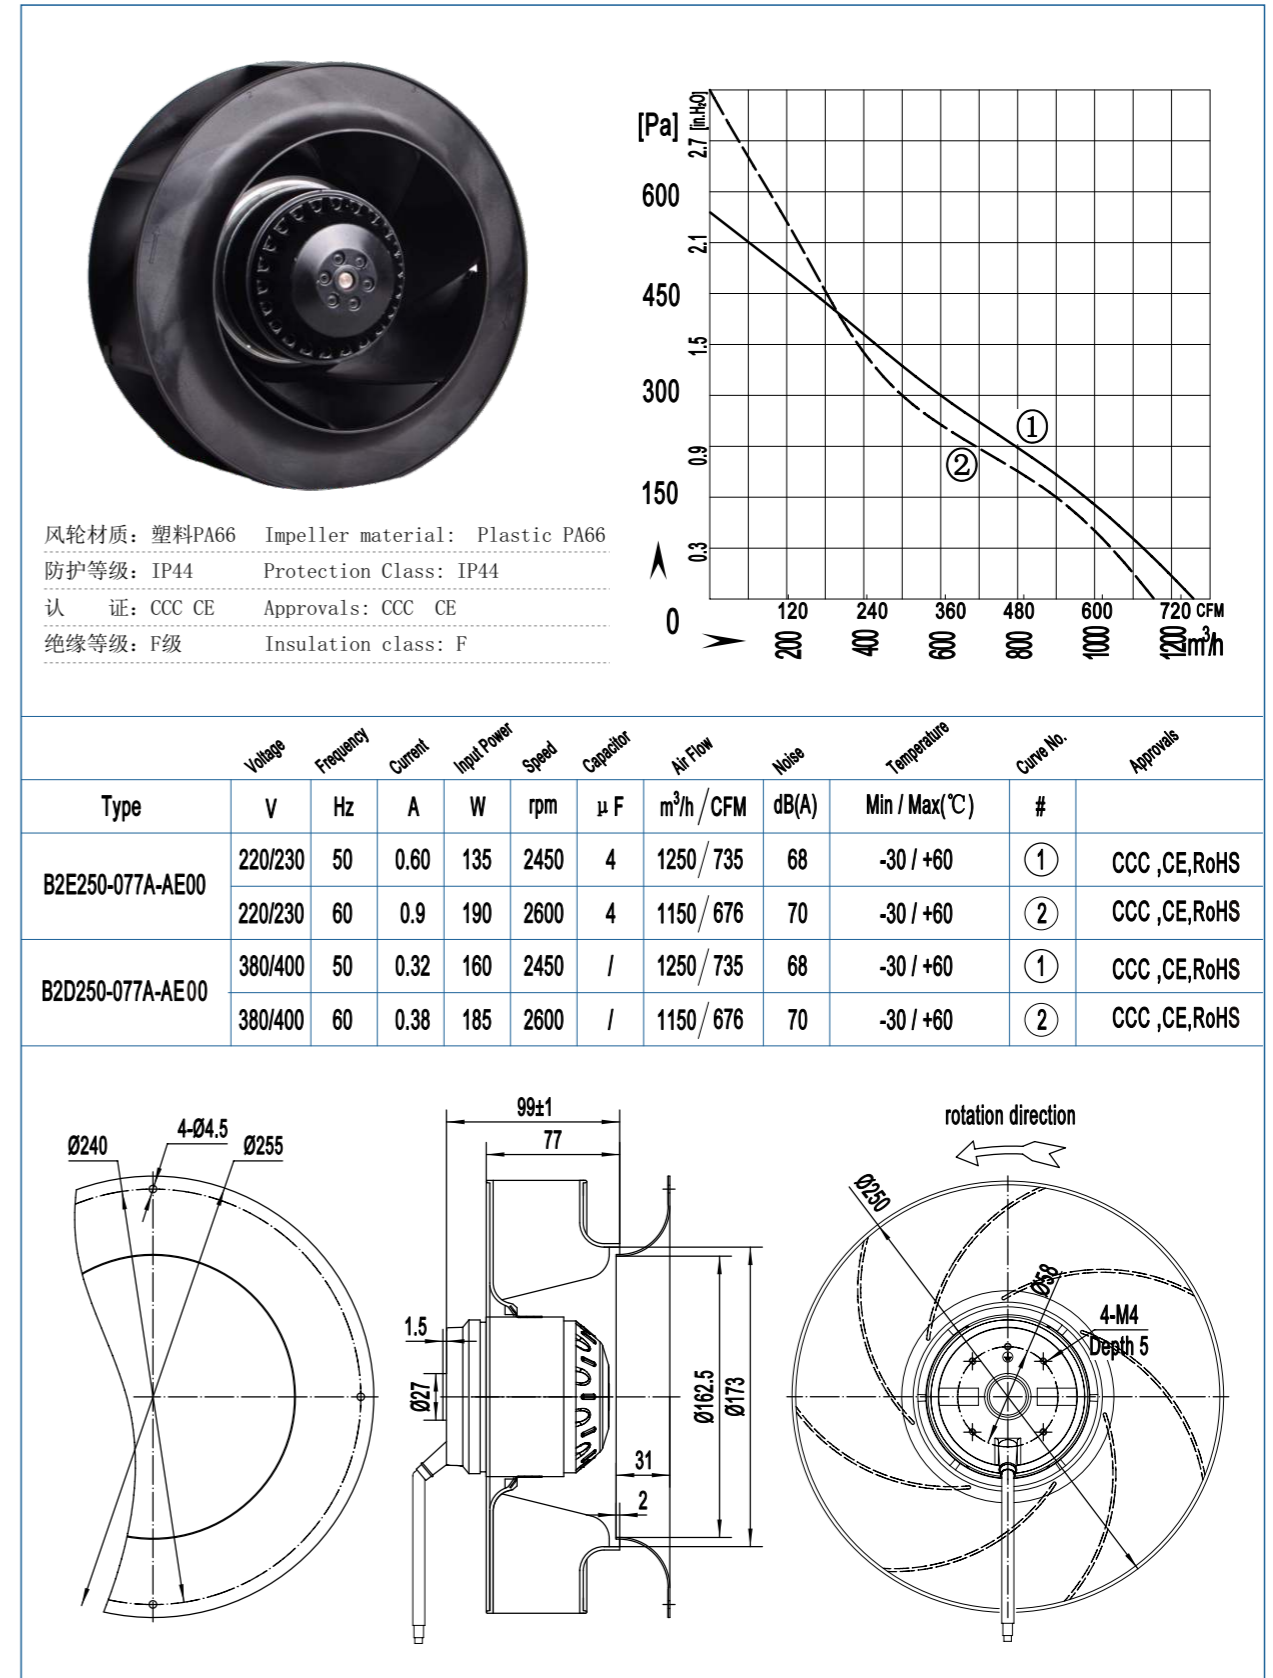 [Pa]
[in.H₂O]
2.7
600
2.1
450
1.5
300
0.9
150
0.3
0
①
②
120 240 360 480 600 720 CFM
200 400 600 800 1000 1200 m³/h
风轮材质：塑料PA66 Impeller material: Plastic PA66
防护等级：IP44 Protection Class: IP44
认 证：CCC CE Approvals: CCC CE
绝缘等级：F级 Insulation class: F
Voltage Frequency Current Input Power Speed Capacitor Air Flow Noise Temperature Curve No. Approvals
Type V Hz A W rpm μF m³/h/CFM dB(A) Min / Max(℃) #
B2E250-077A-AE00
220/230 50 0.60 135 2450 4 1250/735 68 -30 / +60 ① CCC ,CE,RoHS
220/230 60 0.9 190 2600 4 1150/676 70 -30 / +60 ② CCC ,CE,RoHS
B2D250-077A-AE00
380/400 50 0.32 160 2450 / 1250/735 68 -30 / +60 ① CCC ,CE,RoHS
380/400 60 0.38 185 2600 / 1150/676 70 -30 / +60 ② CCC ,CE,RoHS
Ø240
4-Ø4.5
Ø255
99±1
77
1.5
Ø27
Ø162.5
Ø173
31
2
rotation direction
Ø250
Ø58
4-M4
Depth 5